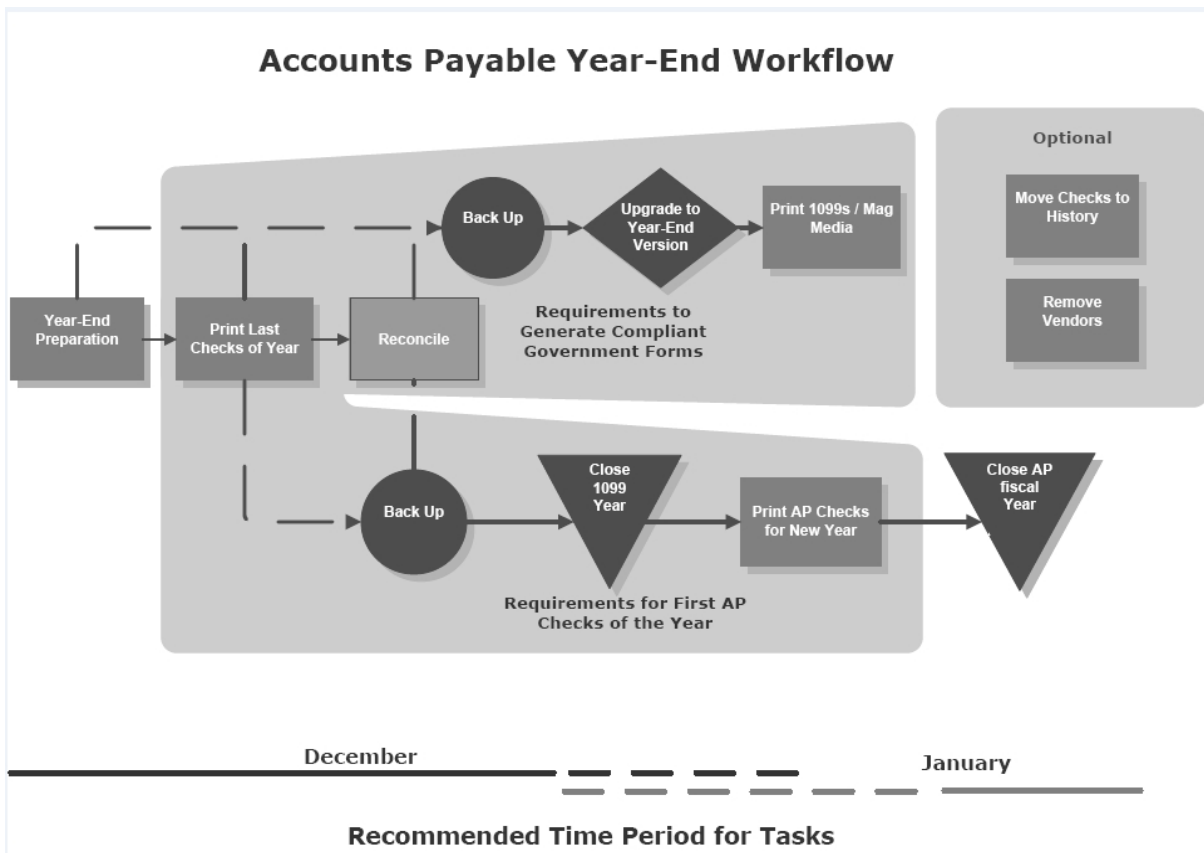 Accounts Payable Year-End Workflow
Optional
Back Up
Upgrade to
Year-End
Version
Print 1099s / Mag
Media
Move Checks to
History
Year-End
Preparation
Print Last
Checks of Year
Reconcile
Requirements to
Generate Compliant
Government Forms
Remove
Vendors
Back Up
Close
1099
Year
Print AP Checks
for New Year
Close AP
fiscal
Year
Requirements for First AP
Checks of the Year
December
January
Recommended Time Period for Tasks